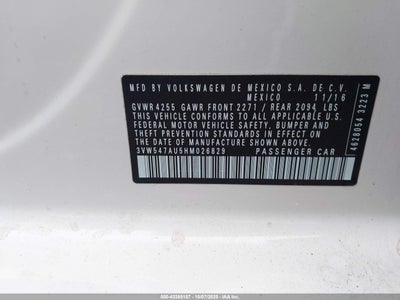 MFD BY VOLKSWAGEN DE MEXICO S.A. DE C.V.
MEXICO 11/16
GVWR 4255 GAWR FRONT 2271 / REAR 2094 LBS
THIS VEHICLE CONFORMS TO ALL APPLICABLE U.S.
FEDERAL MOTOR VEHICLE SAFETY, BUMPER AND
THEFT PREVENTION STANDARDS IN EFFECT ON THE
DATE OF MANUFACTURE SHOWN ABOVE.
3VW547AU5HM026829 PASSENGER CAR
4628054 3223 M
000-43365187 - 10/07/2025 - IAA Inc.